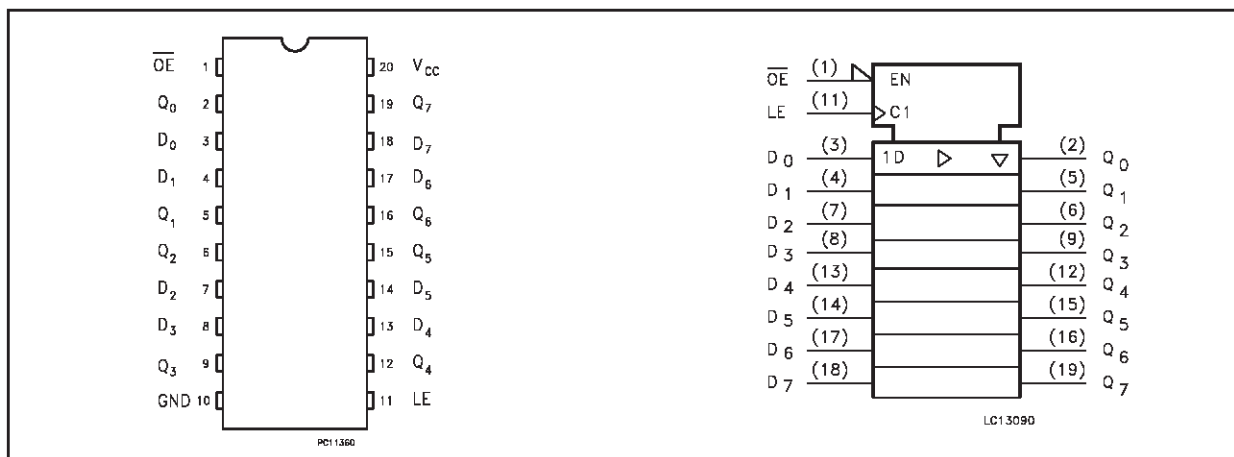 OE 1 20 VCC
Q0 2 19 Q7
D0 3 18 D7
D1 4 17 D6
Q1 5 16 Q6
Q2 6 15 Q5
D2 7 14 D5
D3 8 13 D4
Q3 9 12 Q4
GND 10 11 LE
PC11360
OE (1) EN
LE (11) C1
D0 (3) 1D (2) Q0
D1 (4) (5) Q1
D2 (7) (6) Q2
D3 (8) (9) Q3
D4 (13) (12) Q4
D5 (14) (15) Q5
D6 (17) (16) Q6
D7 (18) (19) Q7
LC13090